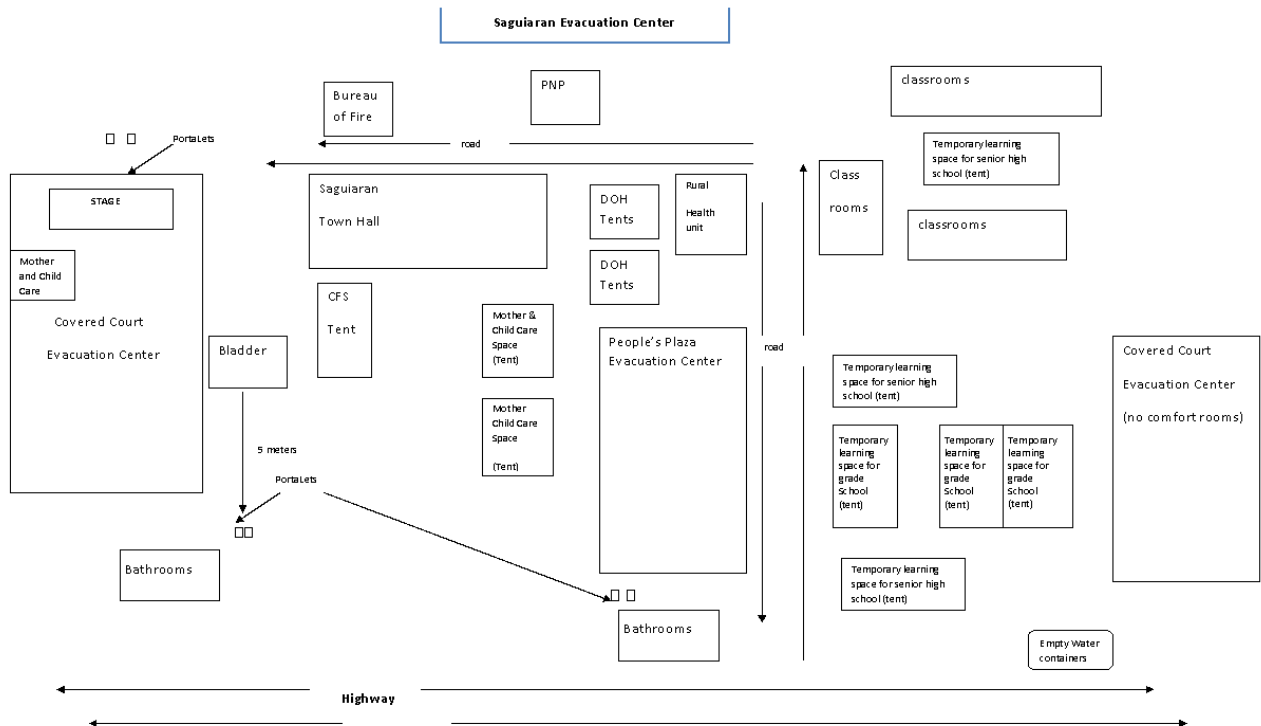 Saguiaran Evacuation Center
Bureau
of Fire
PNP
classrooms
PortaLets
road
Temporary learning
space for senior high
school (tent)
STAGE
Mother
and Child
Care
Covered Court
Evacuation Center
Saguiaran
Town Hall
DOH
Tents
Rural
Health
unit
DOH
Tents
Class
rooms
classrooms
CFS
Tent
Bladder
Mother &
Child Care
Space
(Tent)
Mother
Child Care
Space
(Tent)
People's Plaza
Evacuation Center
road
Temporary learning
space for senior high
school (tent)
Covered Court
Evacuation Center
(no comfort rooms)
Temporary
learning
space for
grade
School
(tent)
Temporary
learning
space for
grade
School
(tent)
Temporary
learning
space for
grade
School
(tent)
5 meters
PortaLets
Bathrooms
Temporary learning
space for senior high
school (tent)
Bathrooms
Empty Water
containers
Highway